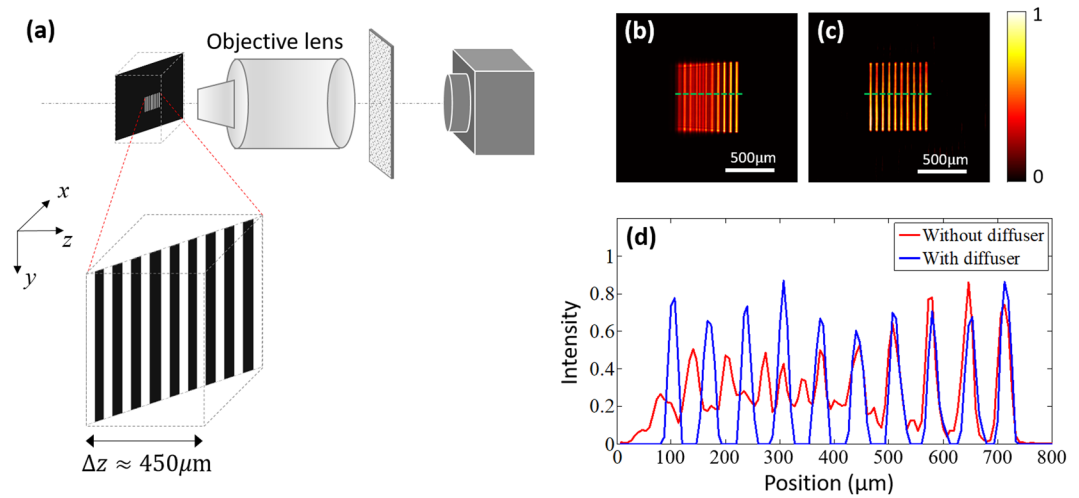 (a)
Objective lens
x
z
y
Δz ≈ 450μm
(b)
500μm
(c)
500μm
1
0
(d)
Without diffuser
With diffuser
1
0.8
0.6
0.4
0.2
0
Intensity
0 100 200 300 400 500 600 700 800
Position (μm)